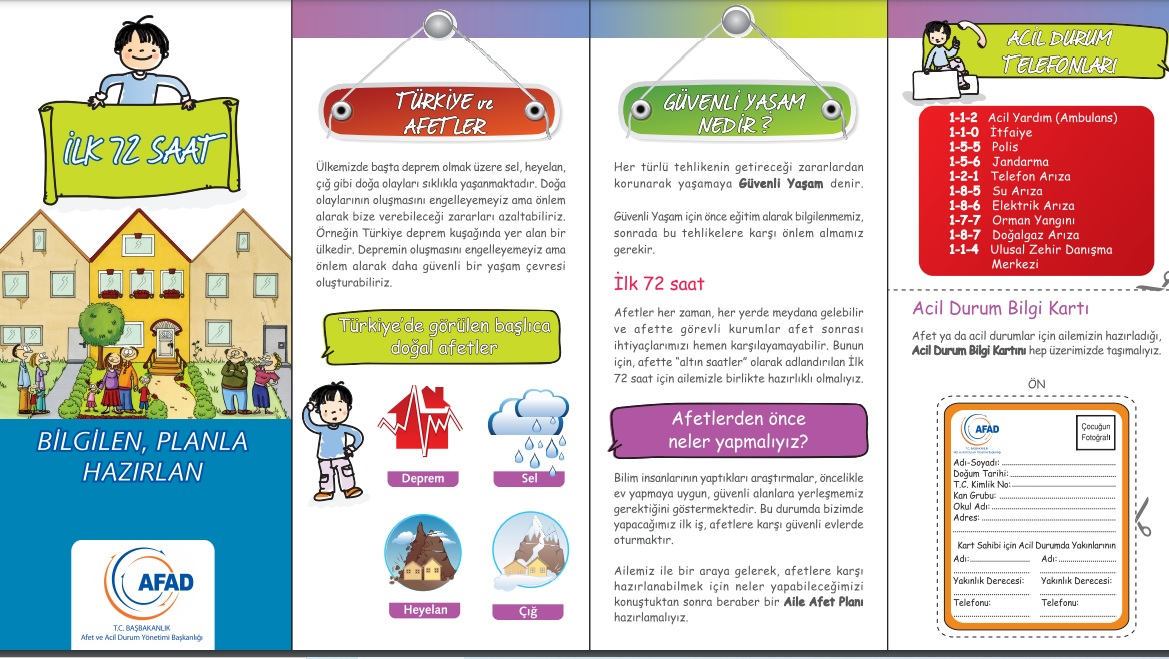 İLK 72 SAAT
BİLGİLEN, PLANLA
HAZIRLAN
AFAD
T.C. BAŞBAKANLIK
Afet ve Acil Durum Yönetimi Başkanlığı
TÜRKİYE ve
AFETLER
Ülkemizde başta deprem olmak üzere sel, heyelan,
çığ gibi doğa olayları sıklıkla yaşanmaktadır. Doğa
olaylarının oluşmasını engelleyemeyiz ama önlem
alarak bize verebileceği zararları azaltabiliriz.
Örneğin Türkiye deprem kuşağında yer alan bir
ülkedir. Depremin oluşmasını engelleyemeyiz ama
önlem alarak daha güvenli bir yaşam çevresi
oluşturabiliriz.
Türkiye'de görülen başlıca
doğal afetler
Deprem
Sel
Heyelan
Çığ
GÜVENLİ YAŞAM
NEDİR?
Her türlü tehlikenin getireceği zararlardan
korunarak yaşamaya Güvenli Yaşam denir.
Güvenli Yaşam için önce eğitim alarak bilgilenmemiz,
sonrada bu tehlikelere karşı önlem almamız
gerekir.
İlk 72 saat
Afetler her zaman, her yerde meydana gelebilir
ve afette görevli kurumlar afet sonrası
ihtiyaçlarımızı hemen karşılayamayabilir. Bunun
için, afette "altın saatler" olarak adlandırılan İlk
72 saat için ailemizle birlikte hazırlıklı olmalıyız.
Afetlerden önce
neler yapmalıyız?
Bilim insanlarının yaptıkları araştırmalar, öncelikle
ev yapmaya uygun, güvenli alanlara yerleşmemiz
gerektiğini göstermektedir. Bu durumda bizimde
yapacağımız ilk iş, afetlere karşı güvenli evlerde
oturmaktır.
Ailemiz ile bir araya gelerek, afetlere karşı
hazırlanabilmek için neler yapabileceğimizi
konuştuktan sonra beraber bir Aile Afet Planı
hazırlamalıyız.
ACİL DURUM
TELEFONLARI
1-1-2 Acil Yardım (Ambulans)
1-1-0 İtfaiye
1-5-5 Polis
1-5-6 Jandarma
1-2-1 Telefon Arıza
1-8-5 Su Arıza
1-8-6 Elektrik Arıza
1-7-7 Orman Yangını
1-8-7 Doğalgaz Arıza
1-1-4 Ulusal Zehir Danışma
Merkezi
Acil Durum Bilgi Kartı
Afet ya da acil durumlar için ailemizin hazırladığı,
Acil Durum Bilgi Kartını hep üzerimizde taşımalıyız.
ÖN
AFAD
T.C. BAŞBAKANLIK
Çocuğun
Fotoğrafı
Adı-Soyadı:
Doğum Tarihi:
T.C. Kimlik No:
Kan Grubu:
Okul Adı:
Adres:
Kart Sahibi için Acil Durumda Yakınlarının
Adı: Adı:
Yakınlık Derecesi: Yakınlık Derecesi:
Telefonu: Telefonu: